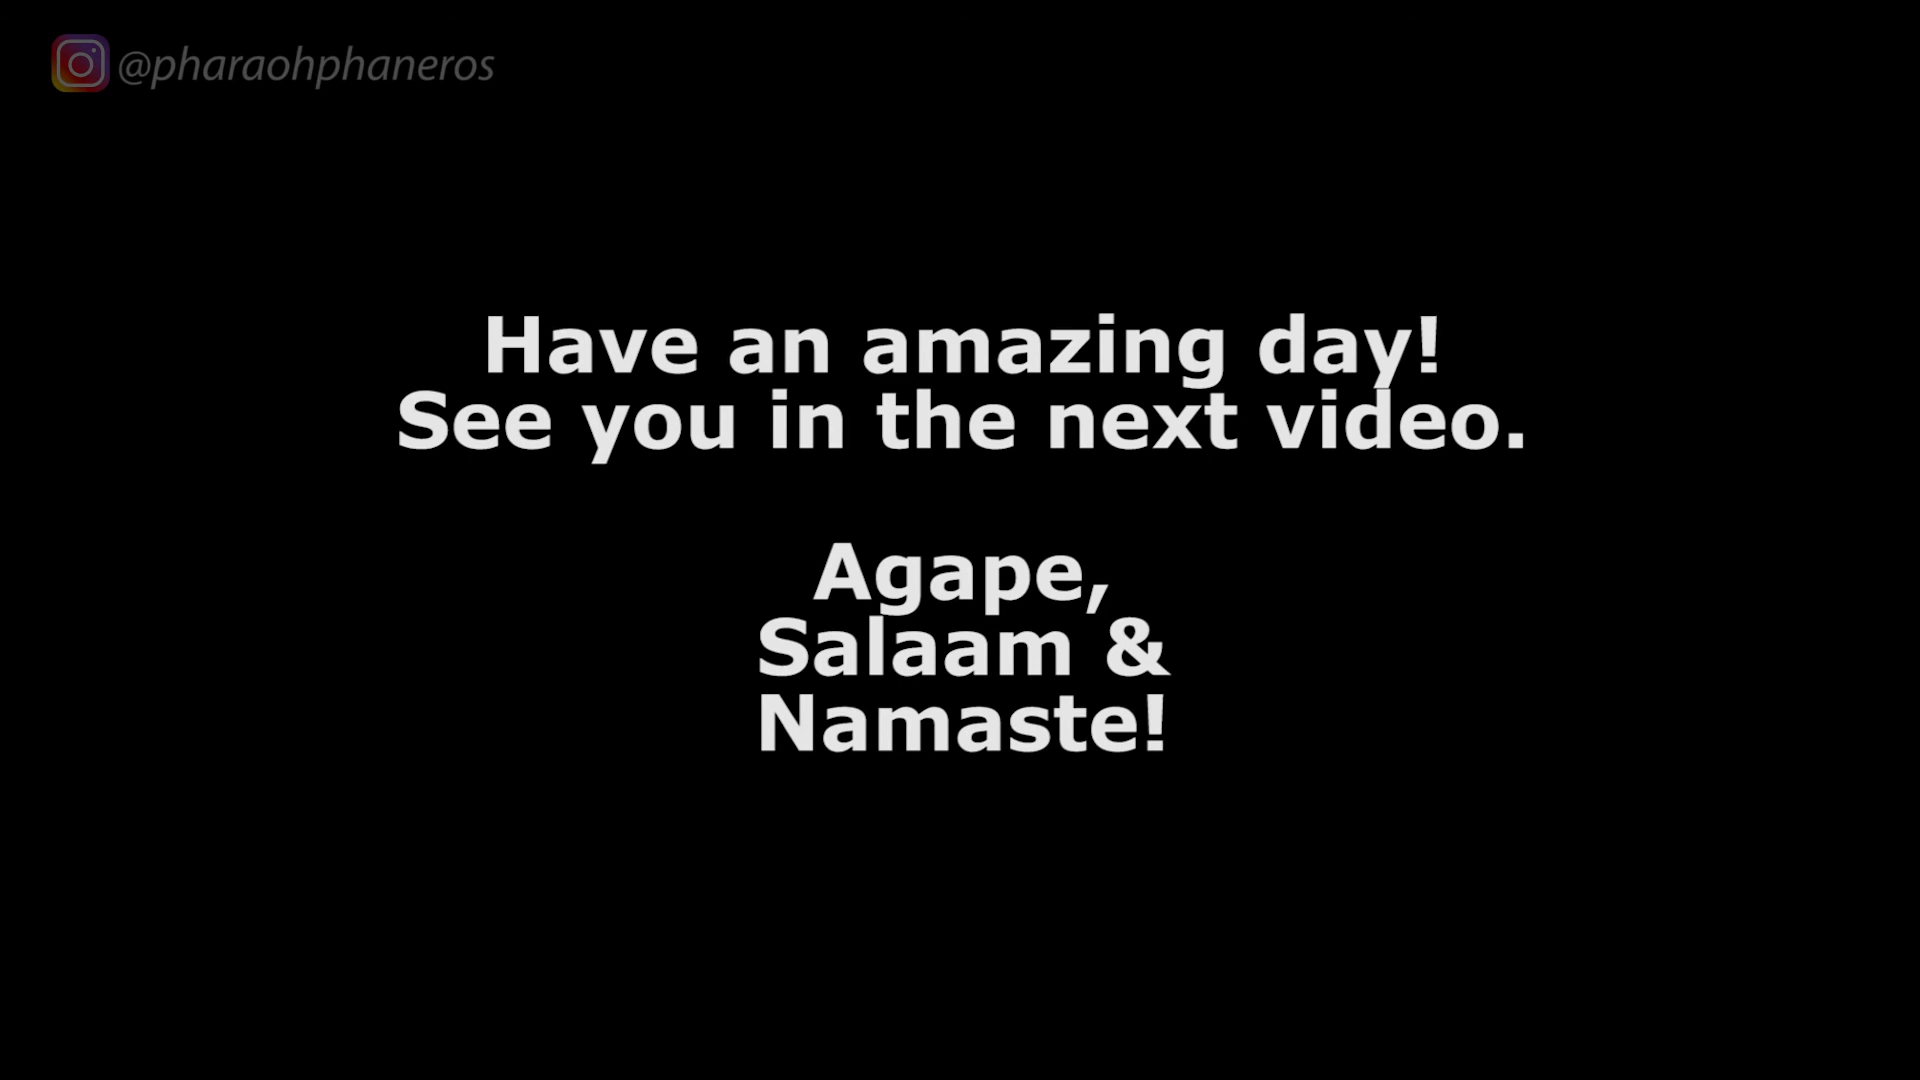 @pharaohphaneros
Have an amazing day!
See you in the next video.
Agape,
Salaam &
Namaste!